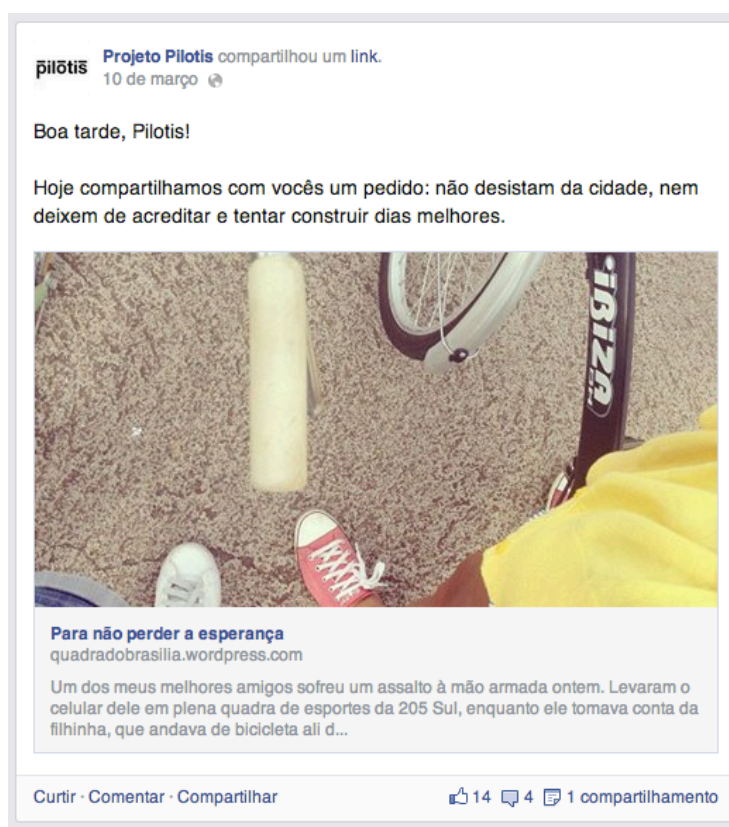 pilōtis
Projeto Pilotis compartilhou um link.
10 de março
Boa tarde, Pilotis!
Hoje compartilhamos com vocês um pedido: não desistam da cidade, nem
deixem de acreditar e tentar construir dias melhores.
IBIZA
Para não perder a esperança
quadradobrasilia.wordpress.com
Um dos meus melhores amigos sofreu um assalto à mão armada ontem. Levaram o
celular dele em plena quadra de esportes da 205 Sul, enquanto ele tomava conta da
filhinha, que andava de bicicleta ali d...
Curtir · Comentar · Compartilhar 14 4 1 compartilhamento